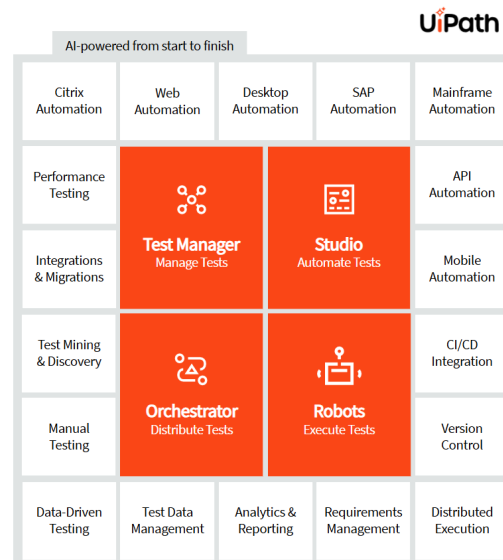 UiPath
AI-powered from start to finish
Citrix
Automation
Web
Automation
Desktop
Automation
SAP
Automation
Mainframe
Automation
Performance
Testing
Test Manager
Manage Tests
Studio
Automate Tests
API
Automation
Integrations
& Migrations
Mobile
Automation
Test Mining
& Discovery
Orchestrator
Distribute Tests
Robots
Execute Tests
CI/CD
Integration
Manual
Testing
Version
Control
Data-Driven
Testing
Test Data
Management
Analytics &
Reporting
Requirements
Management
Distributed
Execution